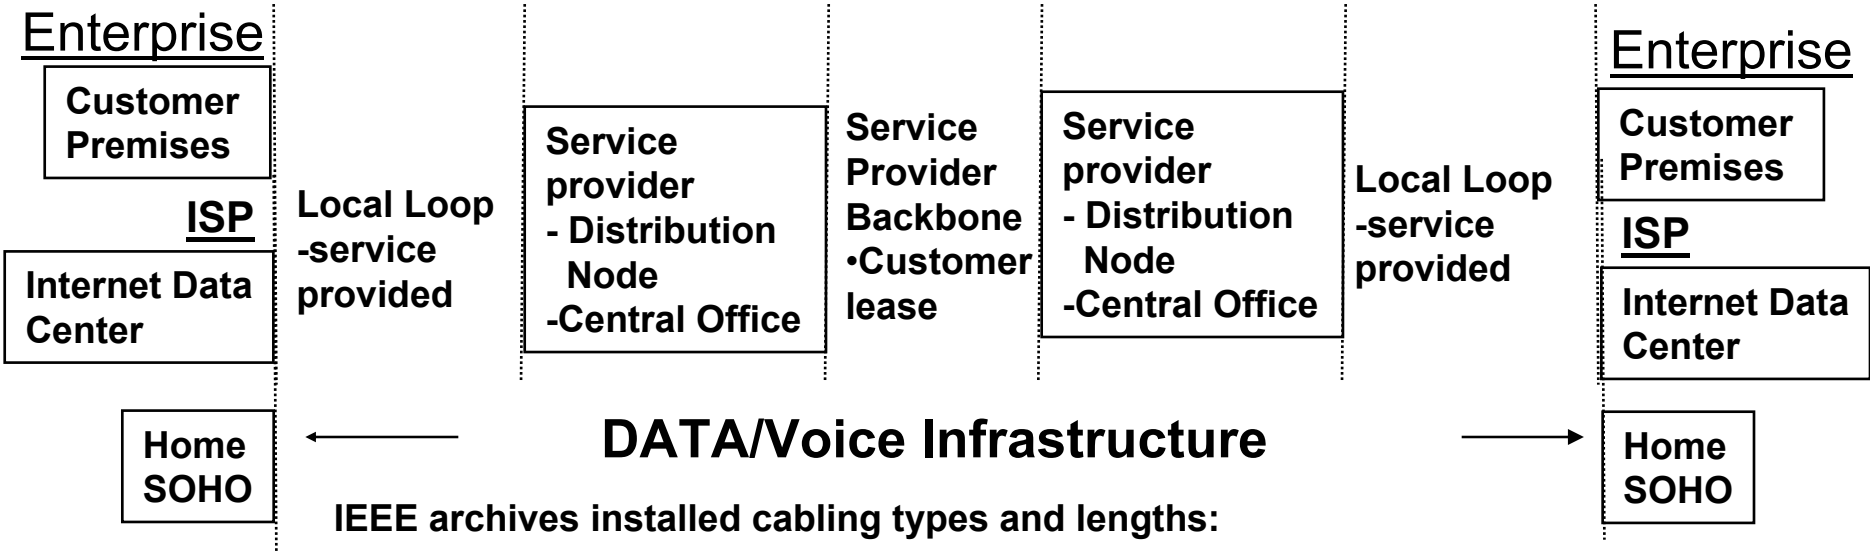 Enterprise
Customer
Premises
ISP
Internet Data
Center
Home
SOHO
Local Loop
-service
provided
Service
provider
- Distribution
Node
-Central Office
Service
Provider
Backbone
•Customer
lease
Service
provider
- Distribution
Node
-Central Office
Local Loop
-service
provided
Enterprise
Customer
Premises
ISP
Internet Data
Center
Home
SOHO
DATA/Voice Infrastructure
IEEE archives installed cabling types and lengths: